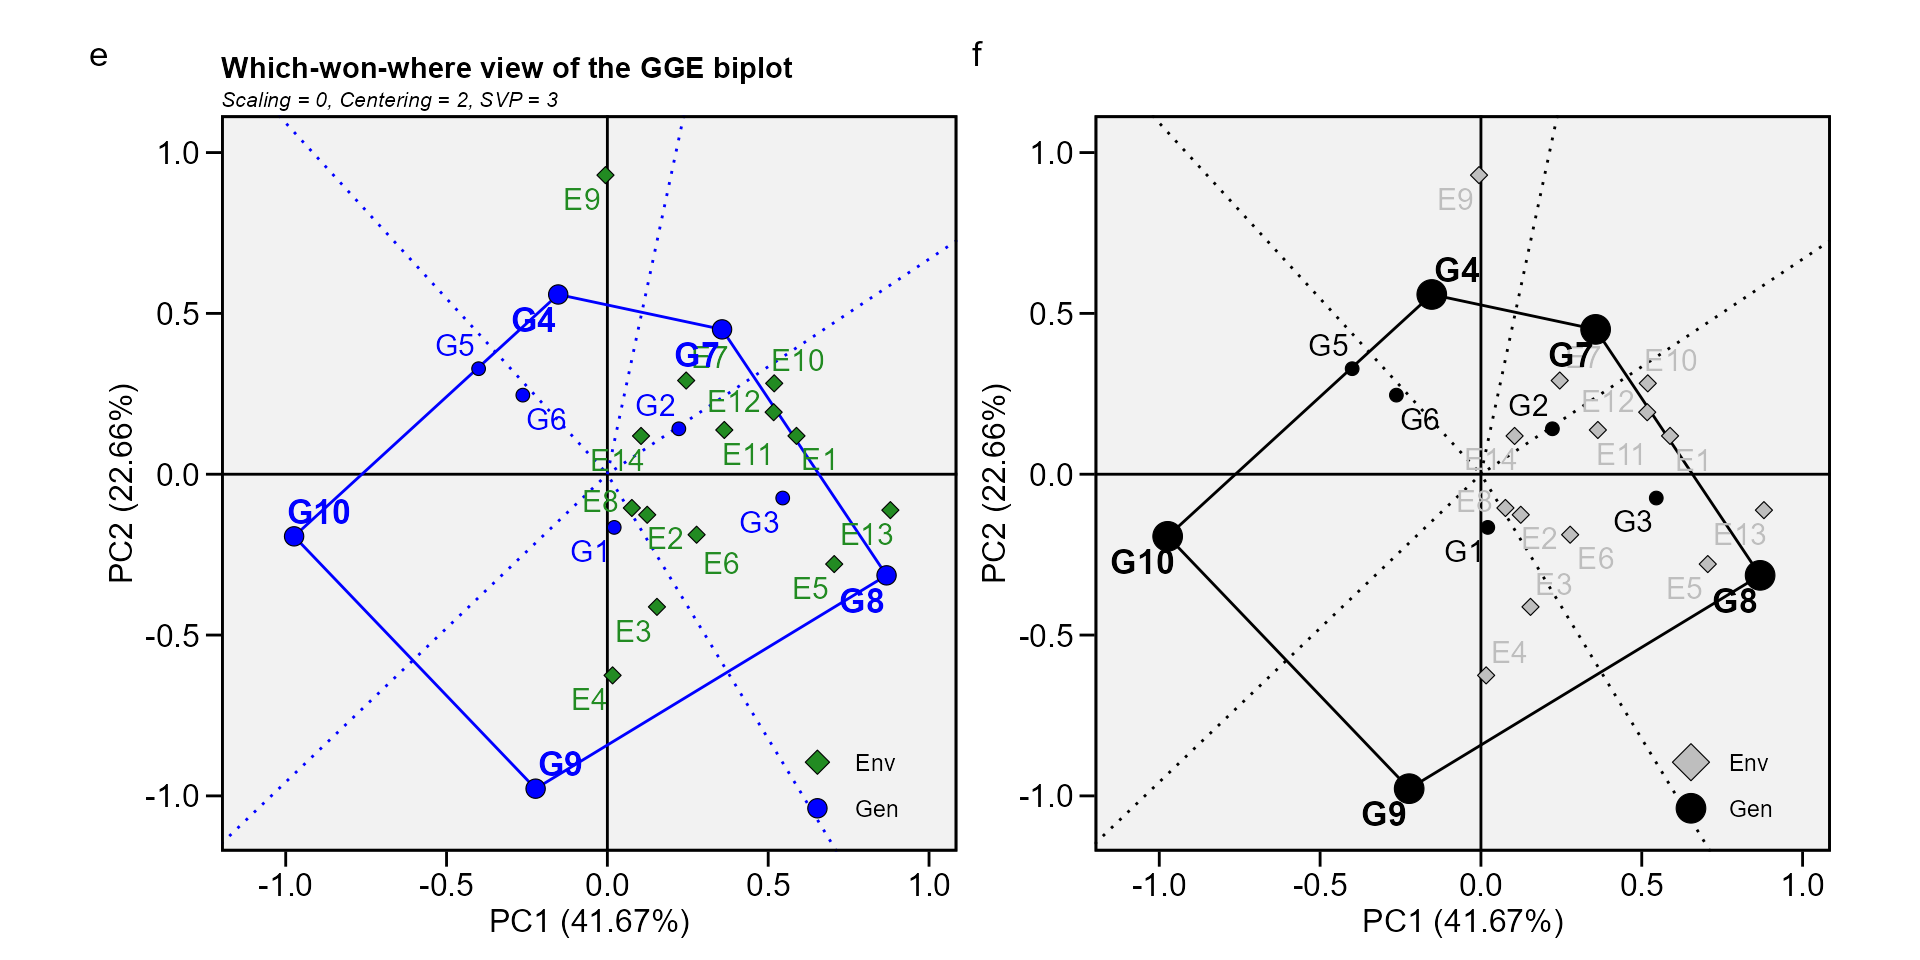 e
Which-won-where view of the GGE biplot
Scaling = 0, Centering = 2, SVP = 3
1.0
0.5
0.0
-0.5
-1.0
PC2 (22.66%)
E9
G4
G5
G7
E7
E10
G6
G2
E12
E14
E11
E1
G10
E8
G1
E2
G3
E13
E6
E5
G8
E3
E4
G9
Env
Gen
-1.0
-0.5
0.0
0.5
1.0
PC1 (41.67%)
f
1.0
0.5
0.0
-0.5
-1.0
PC2 (22.66%)
E9
G4
G5
G7
E7
E10
G6
G2
E12
E14
E11
E1
E8
G1
E2
G3
E13
G10
E6
E3
E5
G8
E4
G9
Env
Gen
-1.0
-0.5
0.0
0.5
1.0
PC1 (41.67%)